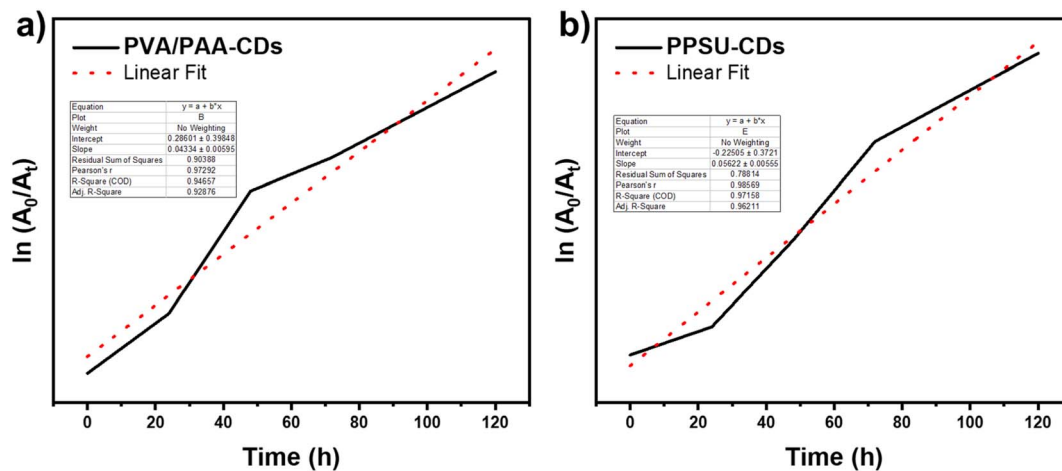 a)
PVA/PAA-CDs
Linear Fit
Equation y = a + b*x
Plot B
Weight No Weighting
Intercept 0.28601 ± 0.39848
Slope 0.04334 ± 0.00595
Residual Sum of Squares 0.90388
Pearson's r 0.97292
R-Square (COD) 0.94657
Adj. R-Square 0.92876
ln (A0/At)
0 20 40 60 80 100 120
Time (h)
b)
PPSU-CDs
Linear Fit
Equation y = a + b*x
Plot E
Weight No Weighting
Intercept -0.22505 ± 0.3721
Slope 0.05622 ± 0.00555
Residual Sum of Squares 0.78814
Pearson's r 0.98569
R-Square (COD) 0.97158
Adj. R-Square 0.96211
ln (A0/At)
0 20 40 60 80 100 120
Time (h)